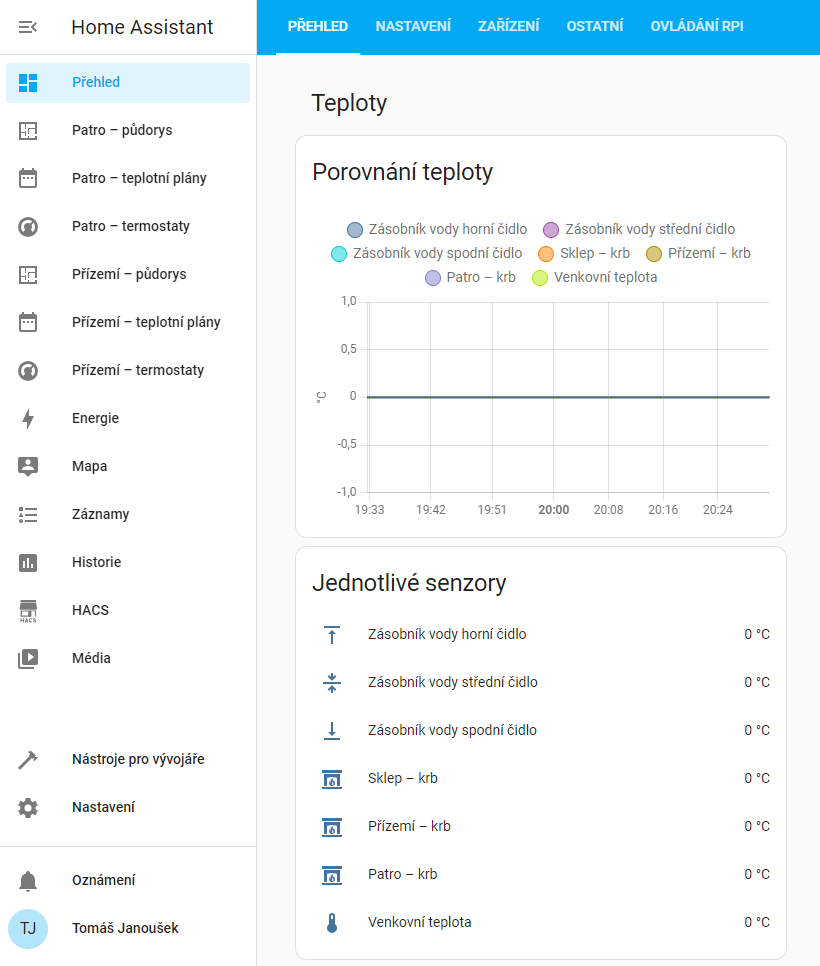 Home Assistant
Přehled
Patro – půdorys
Patro – teplotní plány
Patro – termostaty
Přízemí – půdorys
Přízemí – teplotní plány
Přízemí – termostaty
Energie
Mapa
Záznamy
Historie
HACS
HACS
Média
Nástroje pro vývojáře
Nastavení
Oznámení
TJ Tomáš Janoušek
PŘEHLED NASTAVENÍ ZAŘÍZENÍ OSTATNÍ OVLÁDÁNÍ RPI
Teploty
Porovnání teploty
Zásobník vody horní čidlo Zásobník vody střední čidlo
Zásobník vody spodní čidlo Sklep – krb Přízemí – krb
Patro – krb Venkovní teplota
1,0
0,5
0
-0,5
-1,0
°C
19:33 19:42 19:51 20:00 20:08 20:16 20:24
Jednotlivé senzory
Zásobník vody horní čidlo 0 °C
Zásobník vody střední čidlo 0 °C
Zásobník vody spodní čidlo 0 °C
Sklep – krb 0 °C
Přízemí – krb 0 °C
Patro – krb 0 °C
Venkovní teplota 0 °C